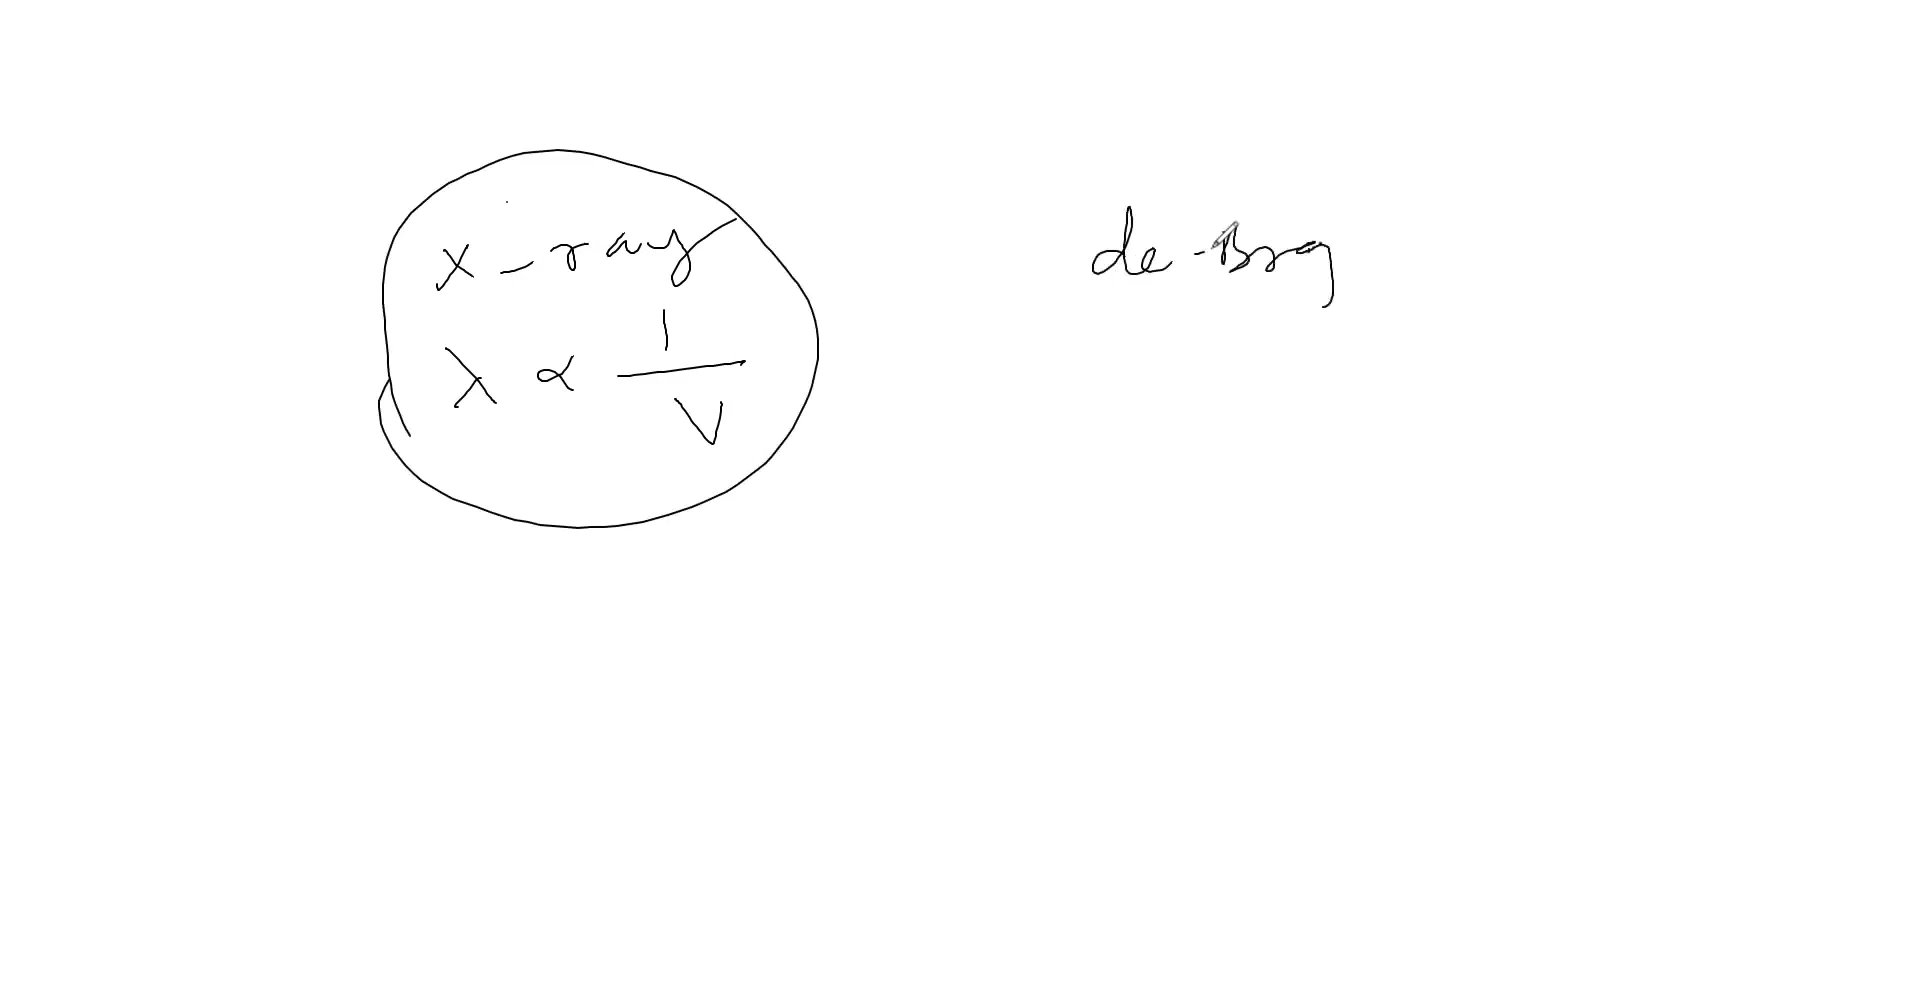 x-ray
λ ∝ 1/V
de-Brog